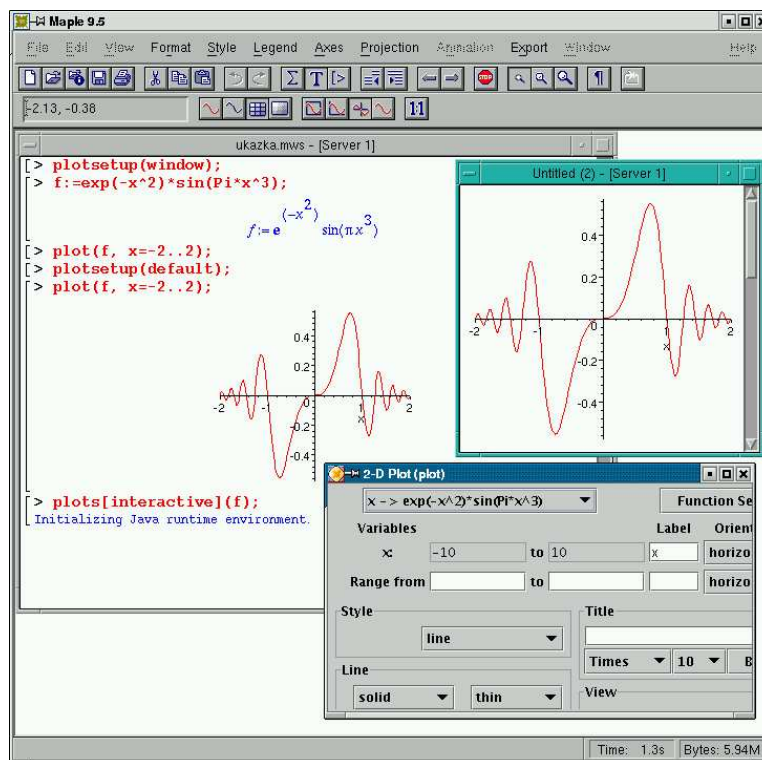 Maple 9.5
File Edit View Format Style Legend Axes Projection Animation Export Window Help
-2.13, -0.38
1:1
STOP
ukazka.mws - [Server 1]
[> plotsetup(window);
[> f:=exp(-x^2)*sin(Pi*x^3);
f := e^(-x^2) sin(π x^3)
[> plot(f, x=-2..2);
[> plotsetup(default);
[> plot(f, x=-2..2);
0.4
0.2
-2 -1 0 1 2
x
-0.2
-0.4
[> plots[interactive](f);
Initializing Java runtime environment.
Untitled (2) - [Server 1]
0.4
0.2
-2 -1 0 1 2
x
-0.2
-0.4
2-D Plot (plot)
x -> exp(-x^2)*sin(Pi*x^3)
Function Se
Variables Label Orient
x: -10 to 10 x horizo
Range from to horizo
Style
line
Title
Times 10 B
Line
solid thin
View
Time: 1.3s Bytes: 5.94M